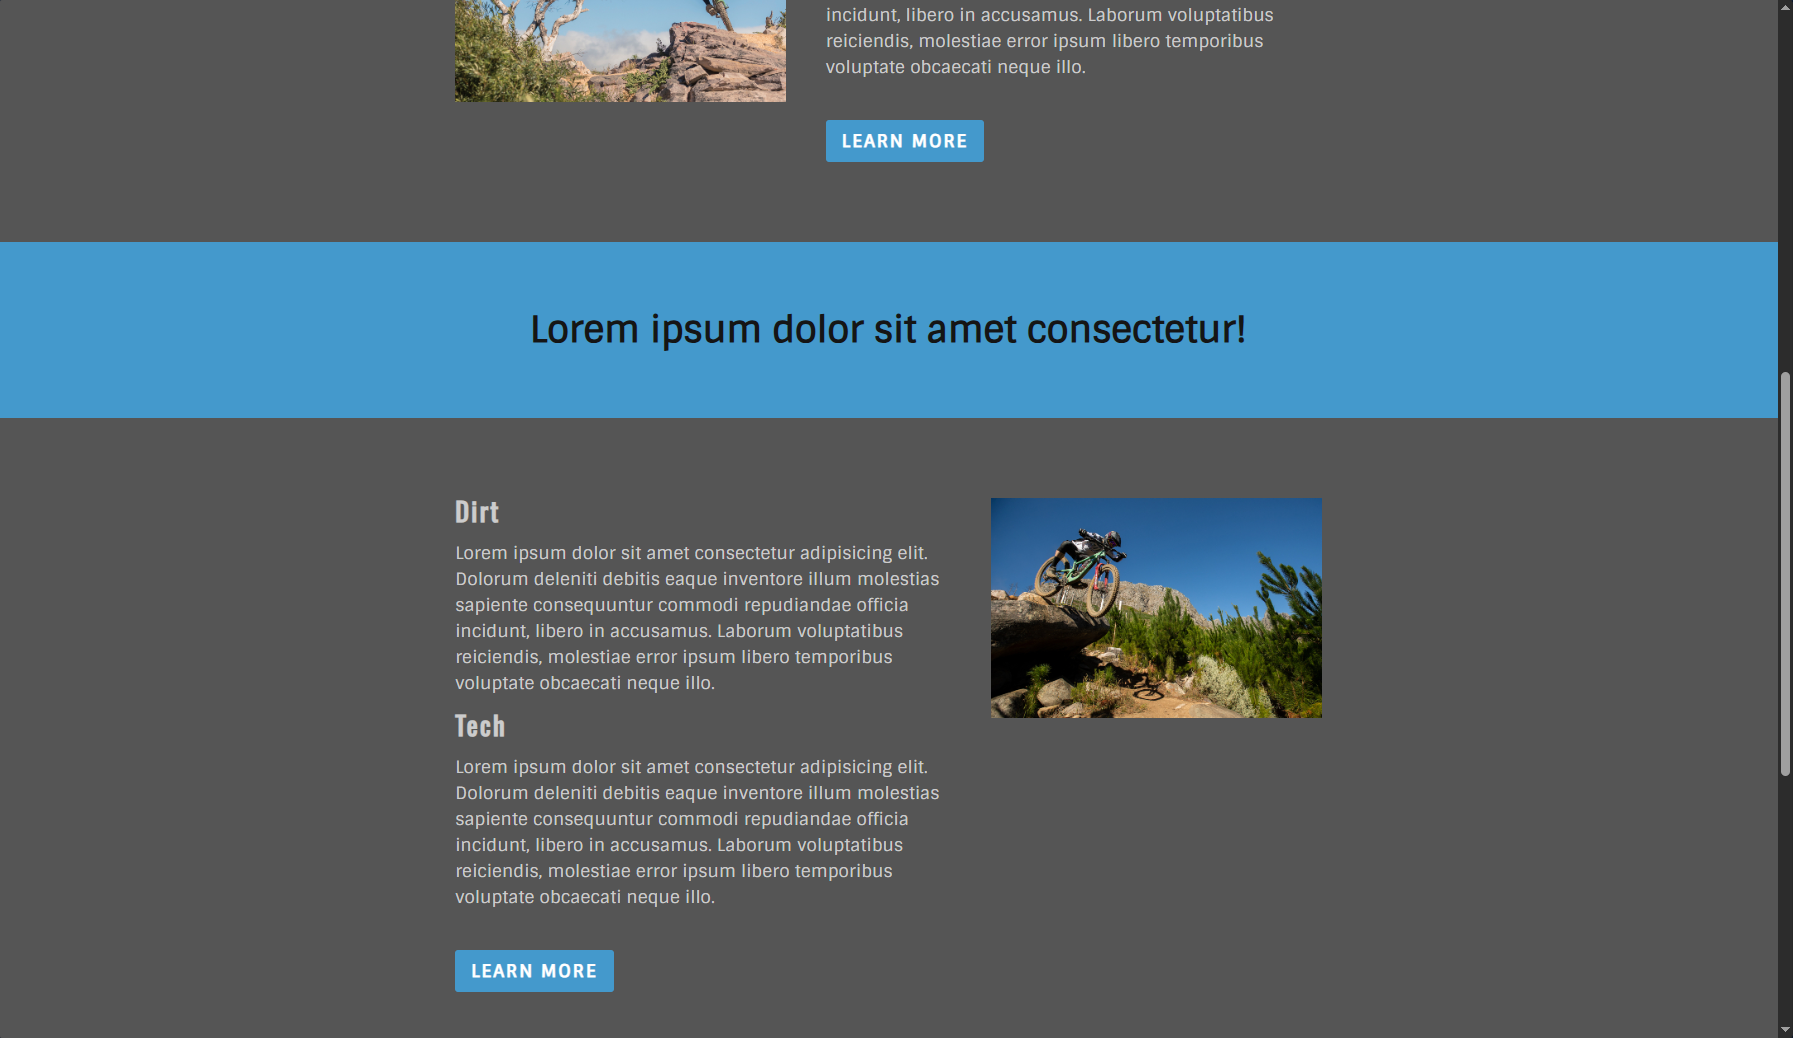 incidunt, libero in accusamus. Laborum voluptatibus
reiciendis, molestiae error ipsum libero temporibus
voluptate obcaecati neque illo.
LEARN MORE
Lorem ipsum dolor sit amet consectetur!
Dirt
Lorem ipsum dolor sit amet consectetur adipisicing elit.
Dolorum deleniti debitis eaque inventore illum molestias
sapiente consequuntur commodi repudiandae officia
incidunt, libero in accusamus. Laborum voluptatibus
reiciendis, molestiae error ipsum libero temporibus
voluptate obcaecati neque illo.
Tech
Lorem ipsum dolor sit amet consectetur adipisicing elit.
Dolorum deleniti debitis eaque inventore illum molestias
sapiente consequuntur commodi repudiandae officia
incidunt, libero in accusamus. Laborum voluptatibus
reiciendis, molestiae error ipsum libero temporibus
voluptate obcaecati neque illo.
LEARN MORE